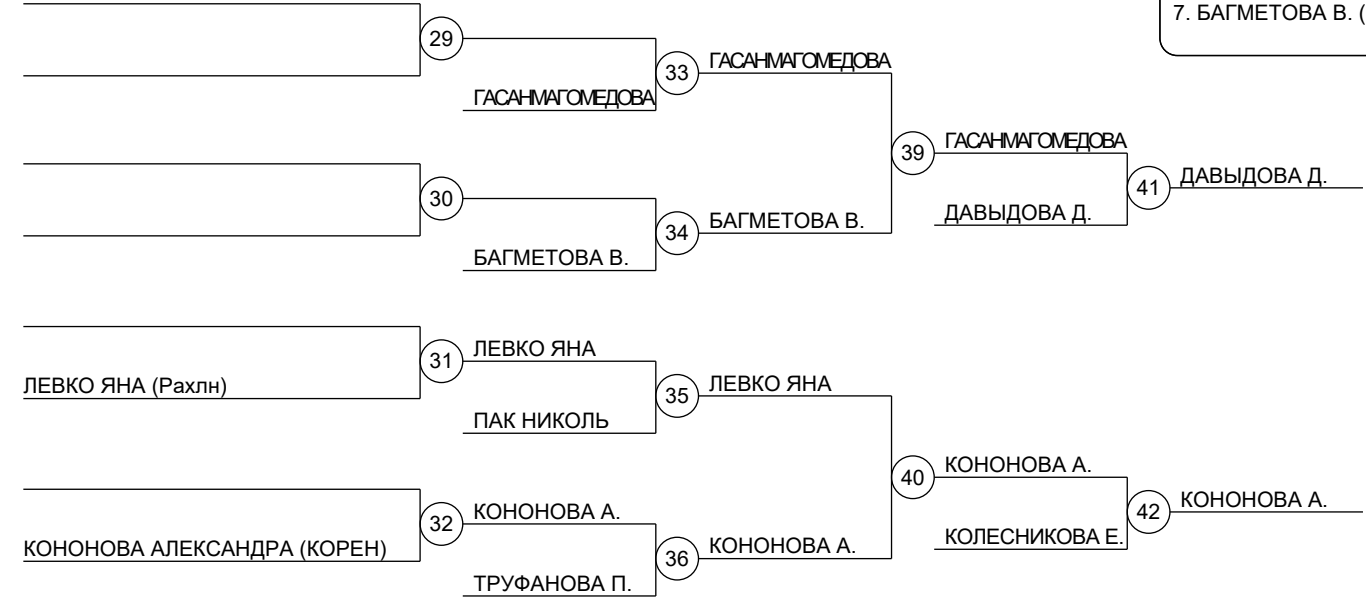 7. БАГМЕТОВА В. (
29
33
ГАСАНМАГОМЕДОВА
ГАСАНМАГОМЕДОВА
39
ГАСАНМАГОМЕДОВА
41
ДАВЫДОВА Д.
30
ДАВЫДОВА Д.
34
БАГМЕТОВА В.
БАГМЕТОВА В.
31
ЛЕВКО ЯНА
ЛЕВКО ЯНА (Рахлн)
35
ЛЕВКО ЯНА
ПАК НИКОЛЬ
40
КОНОНОВА А.
42
КОНОНОВА А.
32
КОНОНОВА А.
КОЛЕСНИКОВА Е.
КОНОНОВА АЛЕКСАНДРА (КОРЕН)
36
КОНОНОВА А.
ТРУФАНОВА П.